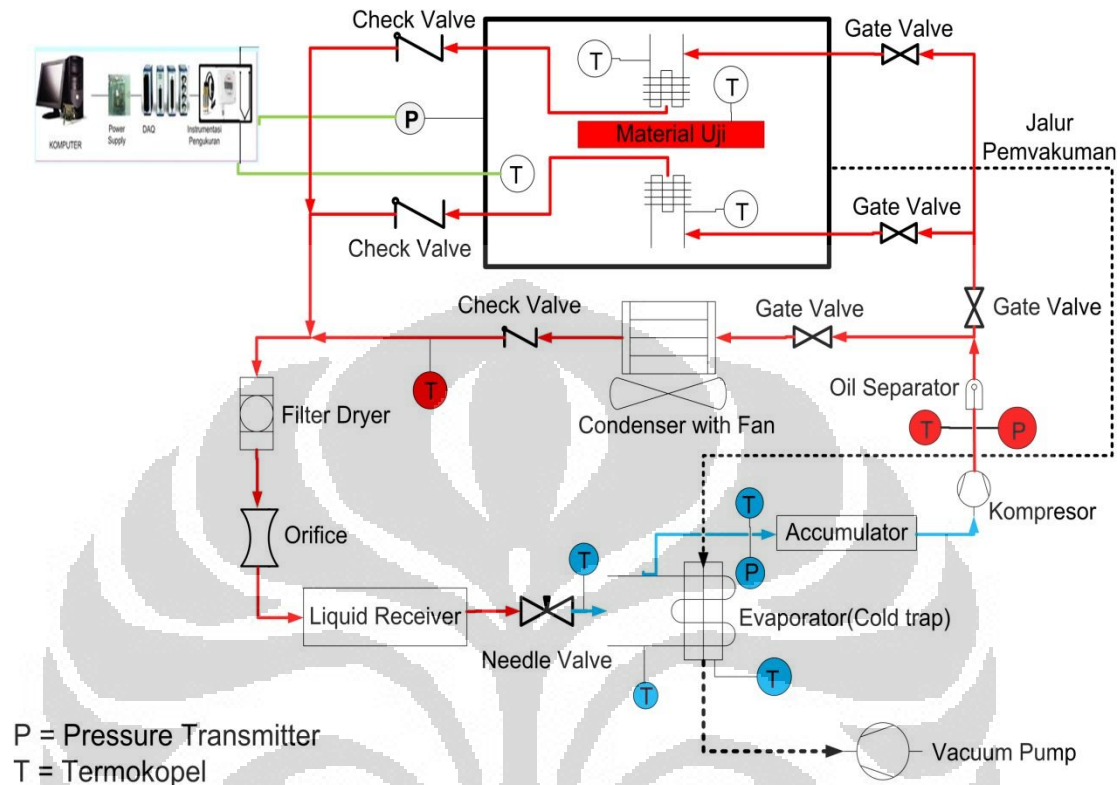 Check Valve
Gate Valve
KOMPUTER
Power
Supply
DAQ
Instrumentasi
Pengukuran
P
T
T
Material Uji
Jalur
Pemvakuman
T
T
Gate Valve
Check Valve
Check Valve
Gate Valve
Gate Valve
T
Filter Dryer
Condenser with Fan
Oil Separator
T
P
Kompresor
Orifice
T
T
P
Accumulator
Liquid Receiver
Needle Valve
Evaporator(Cold trap)
T
T
P = Pressure Transmitter
T = Termokopel
Vacuum Pump